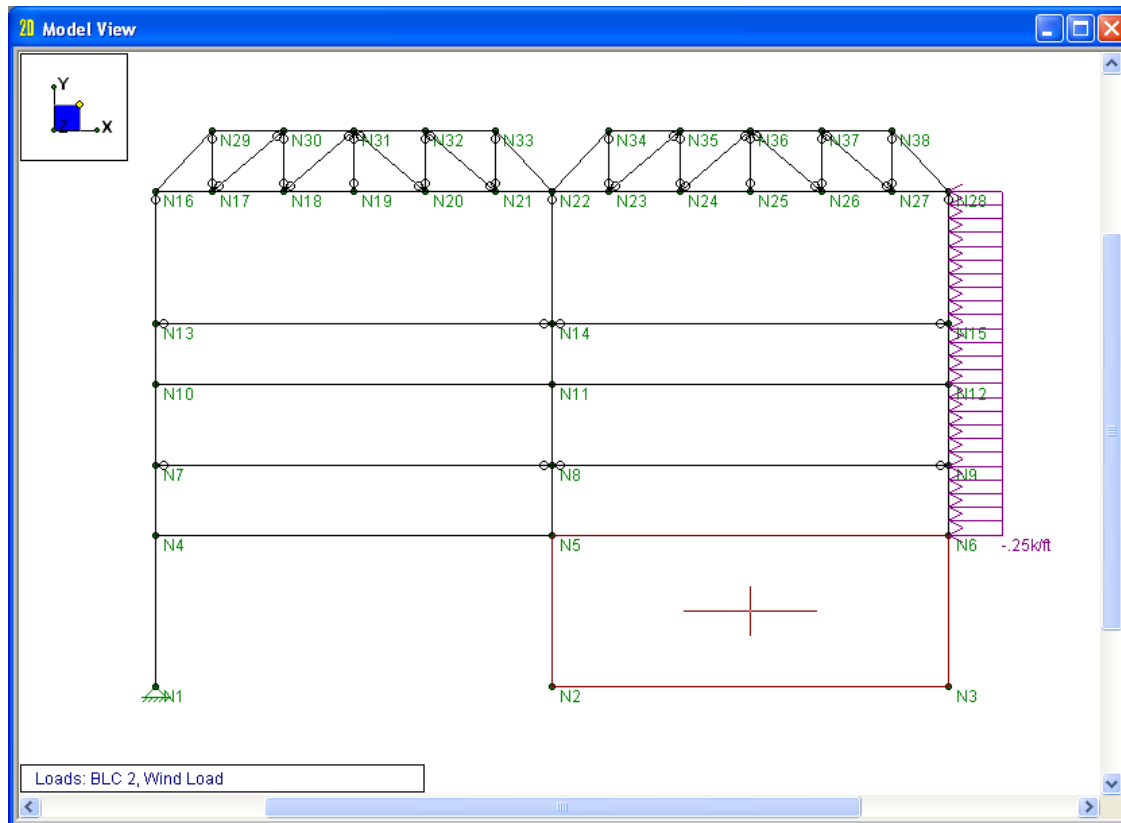 2D Model View
Y
Z X
N29 N30 N31 N32 N33 N34 N35 N36 N37 N38
N16 N17 N18 N19 N20 N21 N22 N23 N24 N25 N26 N27 N28
N13 N14 N15
N10 N11 N12
N7 N8 N9
N4 N5 N6 -.25k/ft
N1 N2 N3
Loads: BLC 2, Wind Load